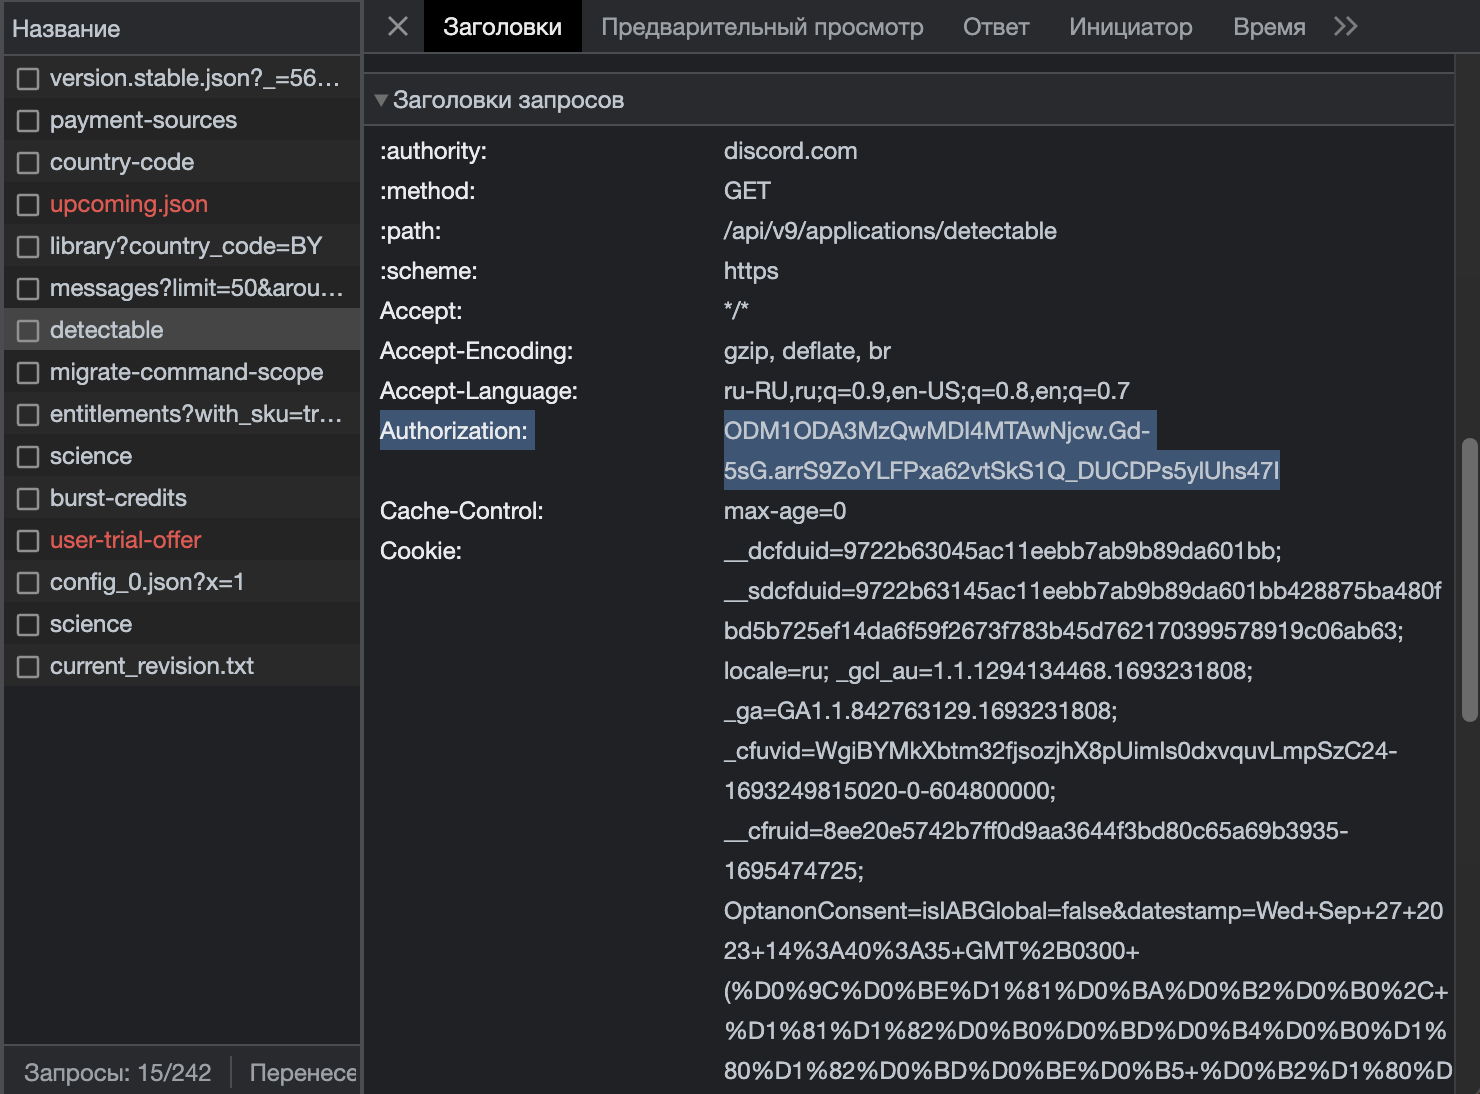 Название
version.stable.json?_=56...
payment-sources
country-code
upcoming.json
library?country_code=BY
messages?limit=50&arou...
detectable
migrate-command-scope
entitlements?with_sku=tr...
science
burst-credits
user-trial-offer
config_0.json?x=1
science
current_revision.txt
Запросы: 15/242 Перенесе
Заголовки Предварительный просмотр Ответ Инициатор Время
Заголовки запросов
:authority: discord.com
:method: GET
:path: /api/v9/applications/detectable
:scheme: https
Accept: */*
Accept-Encoding: gzip, deflate, br
Accept-Language: ru-RU,ru;q=0.9,en-US;q=0.8,en;q=0.7
Authorization:
Cache-Control: max-age=0
Cookie: __dcfduid=9722b63045ac11eebb7ab9b89da601bb;
__sdcfduid=9722b63145ac11eebb7ab9b89da601bb428875ba480f
bd5b725ef14da6f59f2673f783b45d762170399578919c06ab63;
locale=ru; _gcl_au=1.1.1294134468.1693231808;
_ga=GA1.1.842763129.1693231808;
1693249815020-0-604800000;
__cfruid=8ee20e5742b7ff0d9aa3644f3bd80c65a69b3935-
1695474725;
OptanonConsent=isIABGlobal=false&datestamp=Wed+Sep+27+20
23+14%3A40%3A35+GMT%2B0300+
(%D0%9C%D0%BE%D1%81%D0%BA%D0%B2%D0%B0%2C+
%D1%81%D1%82%D0%B0%D0%BD%D0%B4%D0%B0%D1%
80%D1%82%D0%BD%D0%BE%D0%B5+%D0%B2%D1%80%D